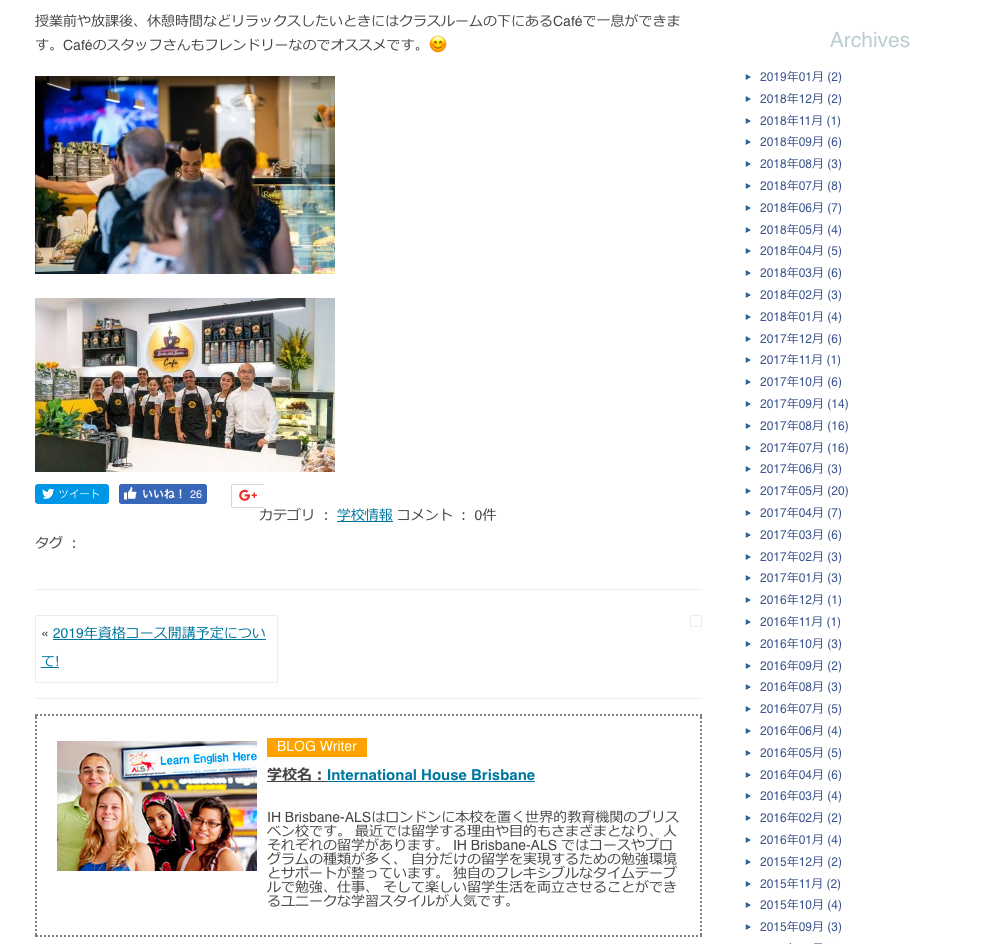 授業前や放課後、休憩時間などリラックスしたいときにはクラスルームの下にあるCaféで一息ができま
す。Caféのスタッフさんもフレンドリーなのでオススメです。😊
Cafe
ツイート
いいね！ 26
G+
カテゴリ ： 学校情報 コメント ： 0件
タグ ：
« 2019年資格コース開講予定につい
て!
ALS
Learn English Here
BLOG Writer
学校名：International House Brisbane
IH Brisbane-ALSはロンドンに本校を置く世界的教育機関のブリス
ベン校です。 最近では留学する理由や目的もさまざまとなり、人
それぞれの留学があります。 IH Brisbane-ALS ではコースやプロ
グラムの種類が多く、 自分だけの留学を実現するための勉強環境
とサポートが整っています。 独自のフレキシブルなタイムテーブ
ルで勉強、仕事、 そして楽しい留学生活を両立させることができ
るユニークな学習スタイルが人気です。
Archives
2019年01月 (2)
2018年12月 (2)
2018年11月 (1)
2018年09月 (6)
2018年08月 (3)
2018年07月 (8)
2018年06月 (7)
2018年05月 (4)
2018年04月 (5)
2018年03月 (6)
2018年02月 (3)
2018年01月 (4)
2017年12月 (6)
2017年11月 (1)
2017年10月 (6)
2017年09月 (14)
2017年08月 (16)
2017年07月 (16)
2017年06月 (3)
2017年05月 (20)
2017年04月 (7)
2017年03月 (6)
2017年02月 (3)
2017年01月 (3)
2016年12月 (1)
2016年11月 (1)
2016年10月 (3)
2016年09月 (2)
2016年08月 (3)
2016年07月 (5)
2016年06月 (4)
2016年05月 (5)
2016年04月 (6)
2016年03月 (4)
2016年02月 (2)
2016年01月 (4)
2015年12月 (2)
2015年11月 (2)
2015年10月 (4)
2015年09月 (3)